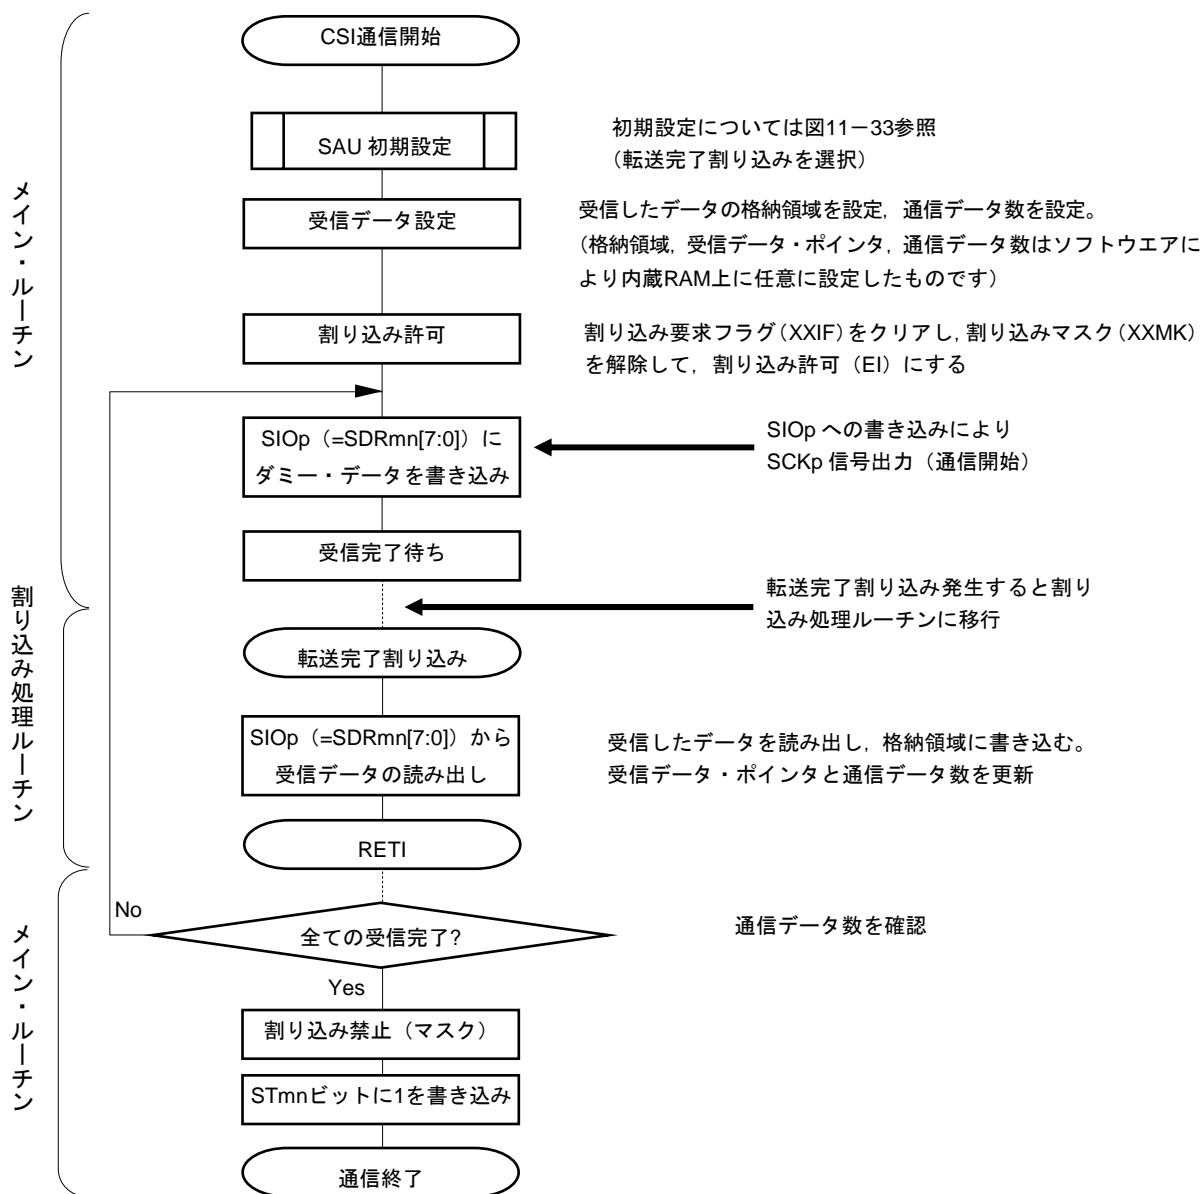 CSI通信開始
SAU 初期設定
初期設定については図11－33参照
（転送完了割り込みを選択）
メイン・ルーチン
受信データ設定
受信したデータの格納領域を設定，通信データ数を設定。
（格納領域，受信データ・ポインタ，通信データ数はソフトウエアに
より内蔵RAM上に任意に設定したものです）
割り込み許可
割り込み要求フラグ（XXIF）をクリアし，割り込みマスク（XXMK）
を解除して，割り込み許可（EI）にする
SIOp（=SDRmn[7:0]）に
ダミー・データを書き込み
SIOp への書き込みにより
SCKp 信号出力（通信開始）
受信完了待ち
転送完了割り込み発生すると割り
込み処理ルーチンに移行
割り込み処理ルーチン
転送完了割り込み
SIOp（=SDRmn[7:0]）から
受信データの読み出し
受信したデータを読み出し，格納領域に書き込む。
受信データ・ポインタと通信データ数を更新
RETI
No
全ての受信完了?
通信データ数を確認
メイン・ルーチン
Yes
割り込み禁止（マスク）
STmnビットに1を書き込み
通信終了